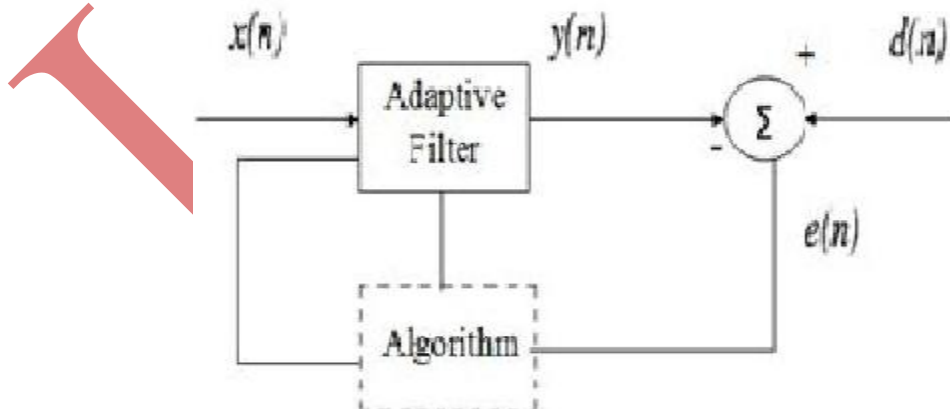 x(n)
y(n)
+
d(n)
Adaptive
Filter
Σ
-
e(n)
Algorithm